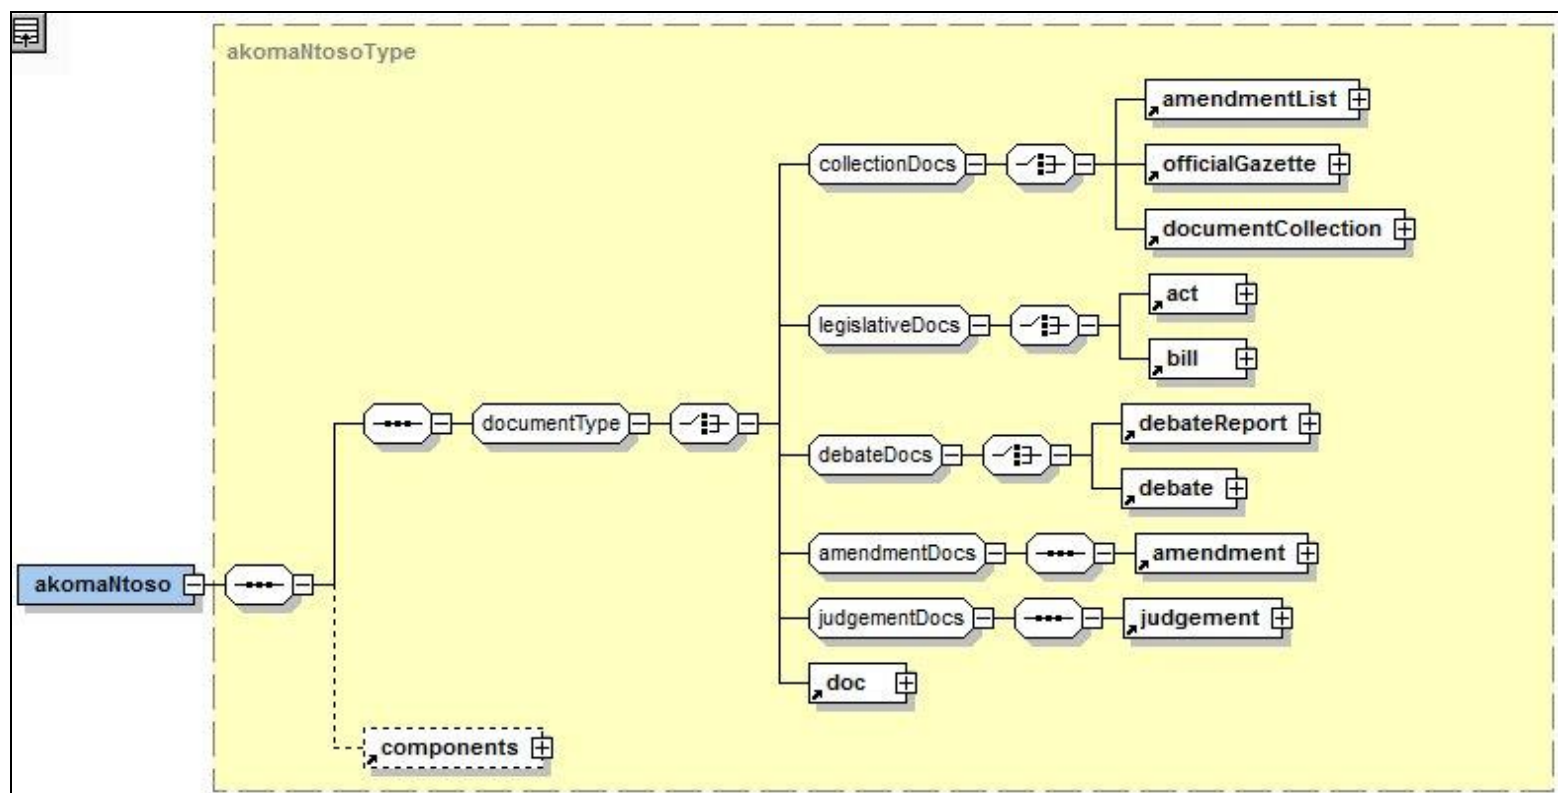 akomaNtosoType
amendmentList
collectionDocs
officialGazette
documentCollection
act
legislativeDocs
bill
documentType
debateReport
debateDocs
debate
amendmentDocs
amendment
akomaNtoso
judgementDocs
judgement
doc
components